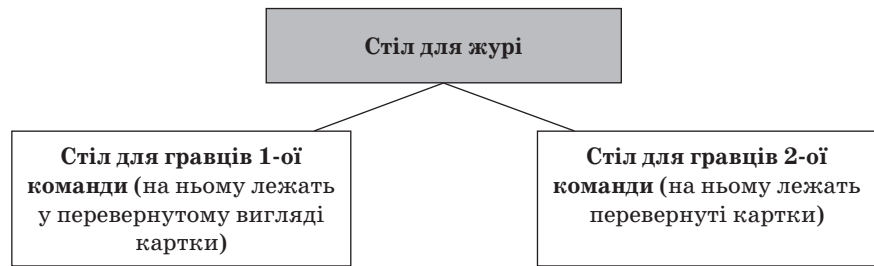 Стіл для журі
Стіл для гравців 1-ої
команди (на ньому лежать
у перевернутому вигляді
картки)
Стіл для гравців 2-ої
команди (на ньому лежать
перевернуті картки)